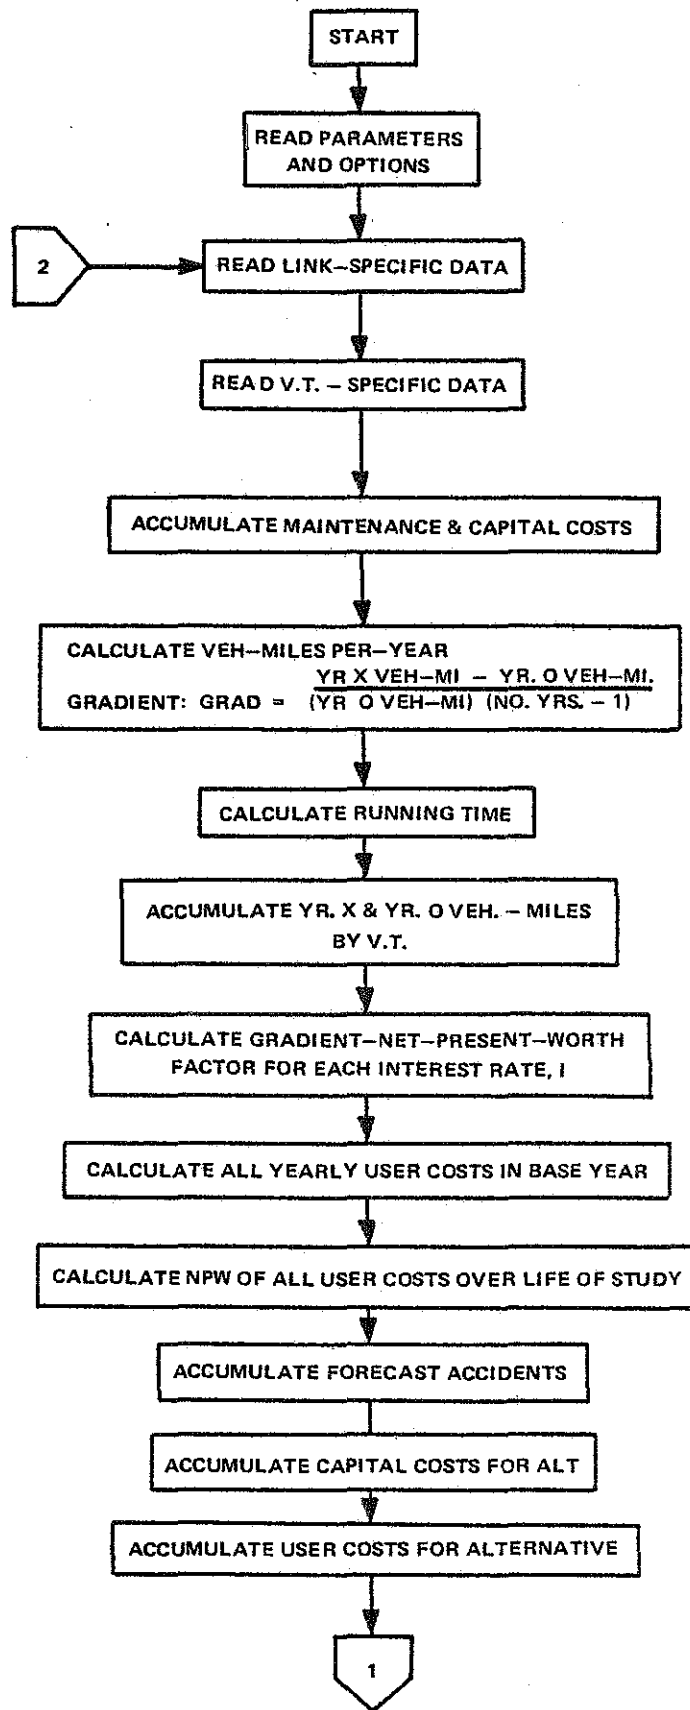 START
READ PARAMETERS
AND OPTIONS
2
READ LINK–SPECIFIC DATA
READ V.T. – SPECIFIC DATA
ACCUMULATE MAINTENANCE & CAPITAL COSTS
CALCULATE VEH–MILES PER–YEAR
YR X VEH–MI – YR. O VEH–MI.
GRADIENT: GRAD = (YR O VEH–MI) (NO. YRS. – 1)
CALCULATE RUNNING TIME
ACCUMULATE YR. X & YR. O VEH. – MILES
BY V.T.
CALCULATE GRADIENT–NET–PRESENT–WORTH
FACTOR FOR EACH INTEREST RATE, I
CALCULATE ALL YEARLY USER COSTS IN BASE YEAR
CALCULATE NPW OF ALL USER COSTS OVER LIFE OF STUDY
ACCUMULATE FORECAST ACCIDENTS
ACCUMULATE CAPITAL COSTS FOR ALT
ACCUMULATE USER COSTS FOR ALTERNATIVE
1